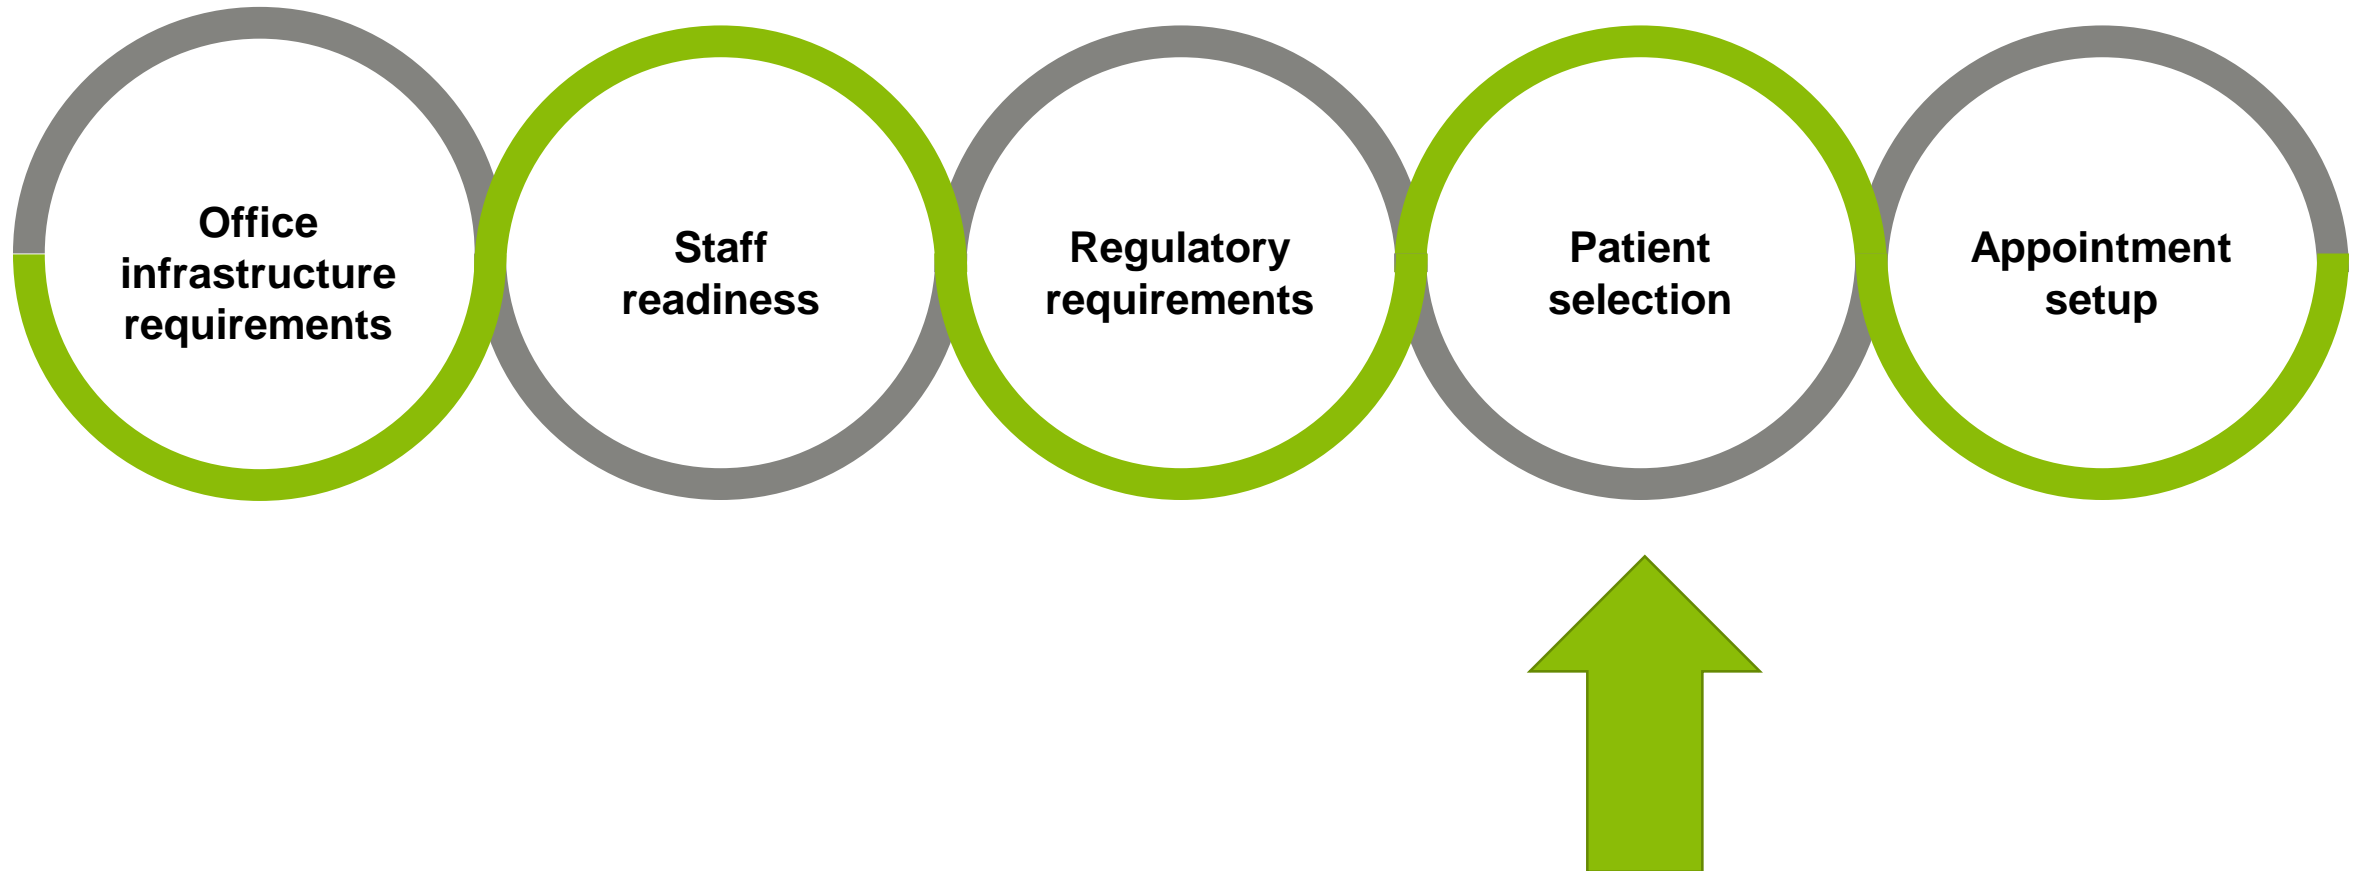 Office
infrastructure
requirements
Staff
readiness
Regulatory
requirements
Patient
selection
Appointment
setup